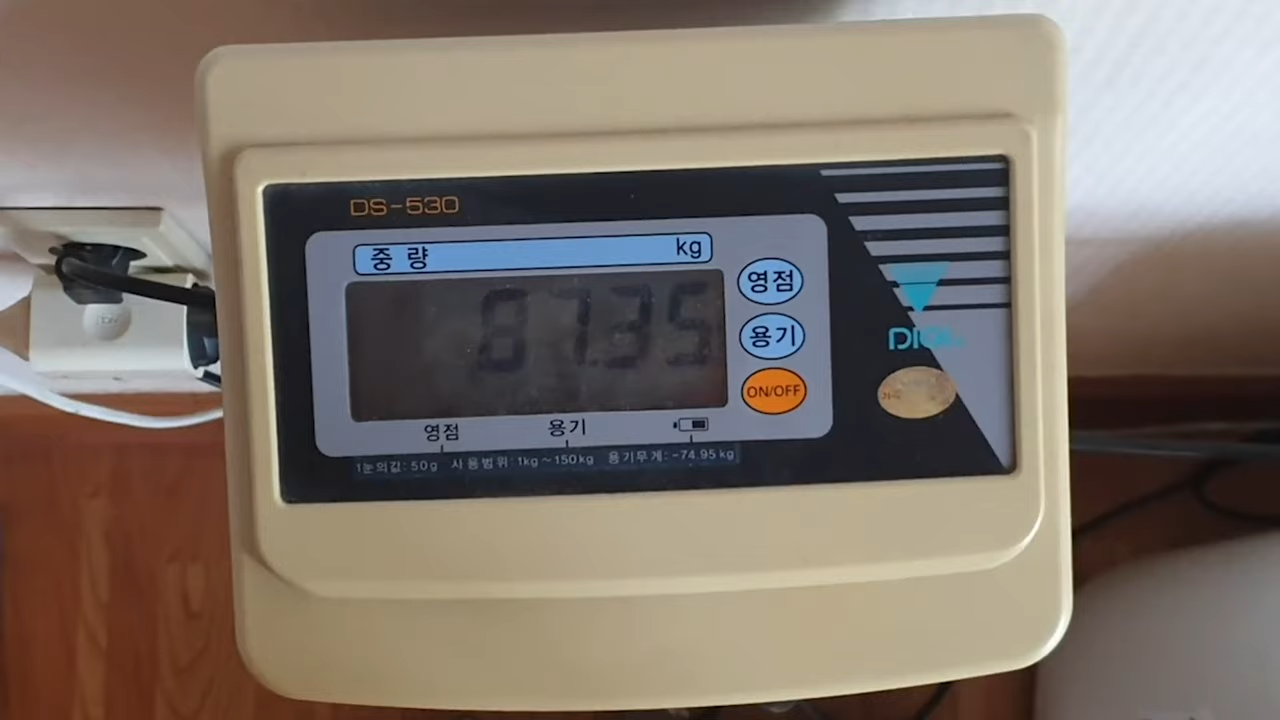 DS-530
중 량 kg
87.35
영점
용기
ON/OFF
영점 용기
1눈의값: 50g 사용범위: 1kg~150kg 용기무게: -74.95kg